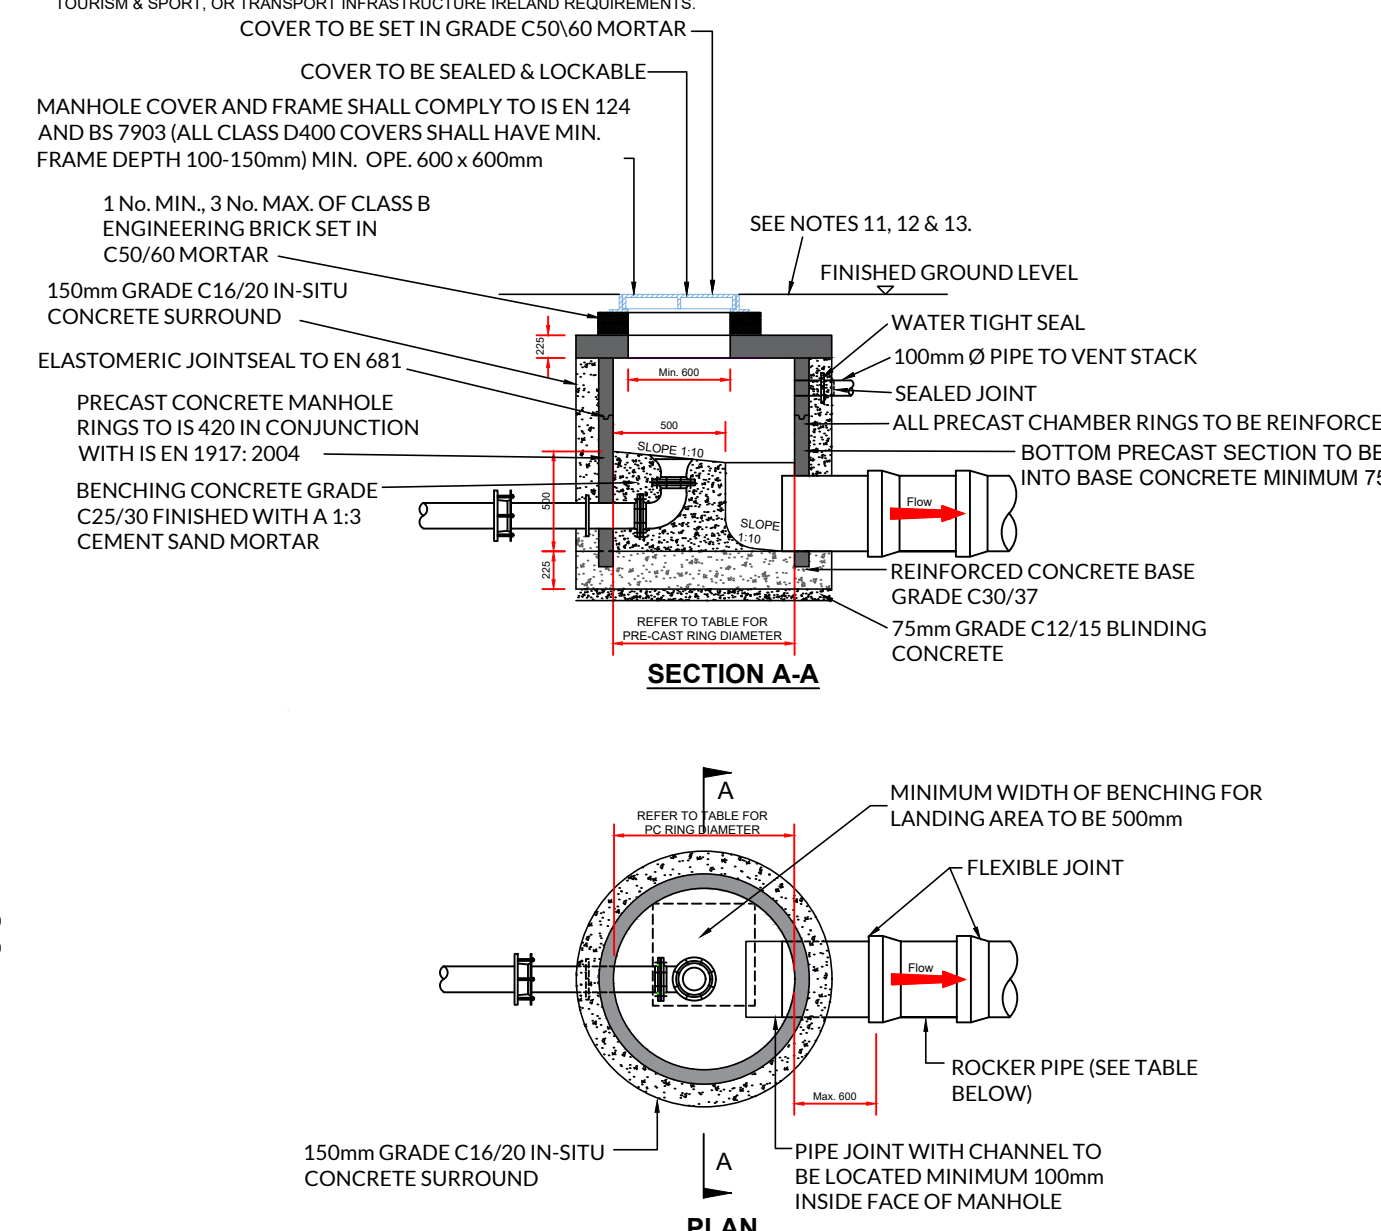 TOURISM & SPORT, OR TRANSPORT INFRASTRUCTURE IRELAND REQUIREMENTS.
COVER TO BE SET IN GRADE C50\60 MORTAR
COVER TO BE SEALED & LOCKABLE
MANHOLE COVER AND FRAME SHALL COMPLY TO IS EN 124
AND BS 7903 (ALL CLASS D400 COVERS SHALL HAVE MIN.
FRAME DEPTH 100-150mm) MIN. OPE. 600 x 600mm
1 No. MIN., 3 No. MAX. OF CLASS B
ENGINEERING BRICK SET IN
C50/60 MORTAR
150mm GRADE C16/20 IN-SITU
CONCRETE SURROUND
ELASTOMERIC JOINTSEAL TO EN 681
PRECAST CONCRETE MANHOLE
RINGS TO IS 420 IN CONJUNCTION
WITH IS EN 1917: 2004
BENCHING CONCRETE GRADE
C25/30 FINISHED WITH A 1:3
CEMENT SAND MORTAR
SEE NOTES 11, 12 & 13.
FINISHED GROUND LEVEL
WATER TIGHT SEAL
100mm Ø PIPE TO VENT STACK
SEALED JOINT
ALL PRECAST CHAMBER RINGS TO BE REINFORCE
BOTTOM PRECAST SECTION TO BE
INTO BASE CONCRETE MINIMUM 75
225
Min. 600
500
SLOPE 1:10
500
SLOPE
1:10
Flow
225
REINFORCED CONCRETE BASE
GRADE C30/37
75mm GRADE C12/15 BLINDING
CONCRETE
REFER TO TABLE FOR
PRE-CAST RING DIAMETER
SECTION A-A
A
REFER TO TABLE FOR
PC RING DIAMETER
MINIMUM WIDTH OF BENCHING FOR
LANDING AREA TO BE 500mm
FLEXIBLE JOINT
Flow
ROCKER PIPE (SEE TABLE
BELOW)
Max. 600
150mm GRADE C16/20 IN-SITU
CONCRETE SURROUND
A
PIPE JOINT WITH CHANNEL TO
BE LOCATED MINIMUM 100mm
INSIDE FACE OF MANHOLE
PLAN